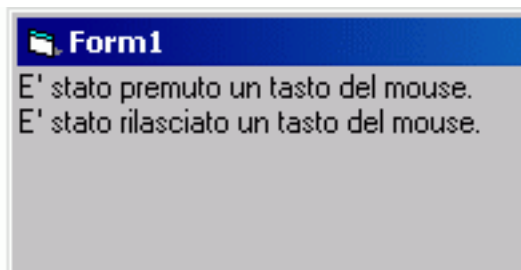 Form1
E' stato premuto un tasto del mouse.
E' stato rilasciato un tasto del mouse.